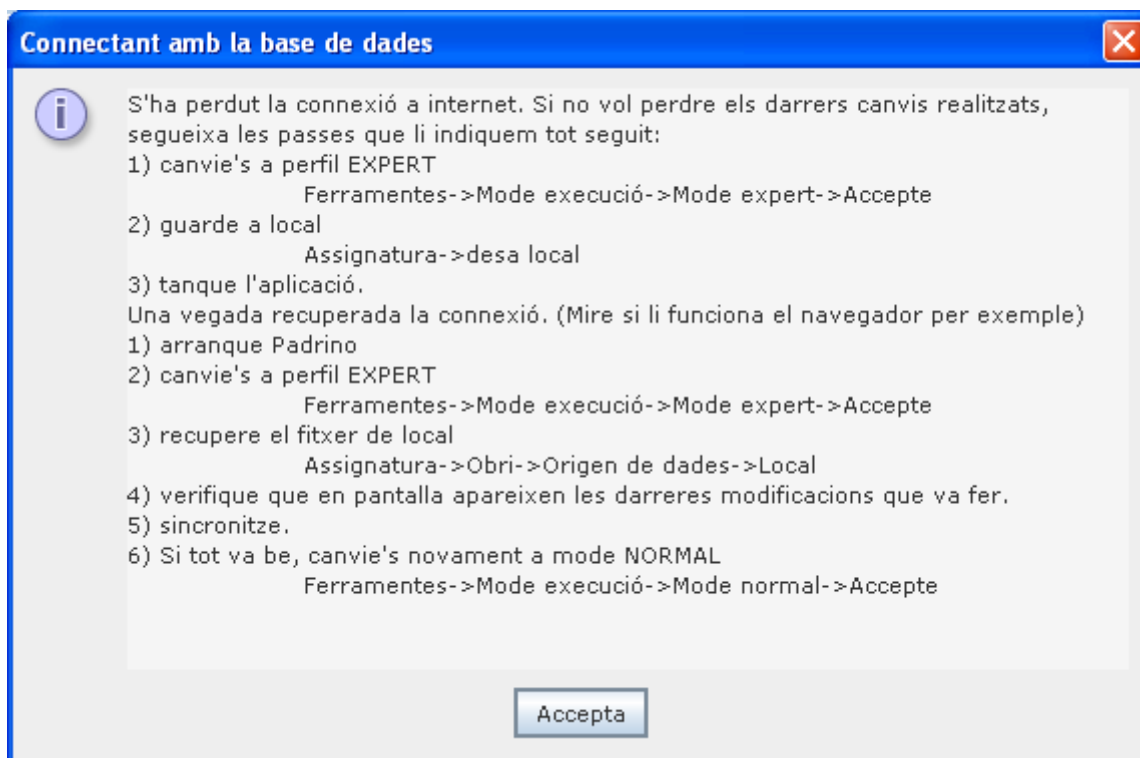 Connectant amb la base de dades
S'ha perdut la connexió a internet. Si no vol perdre els darrers canvis realitzats,
segueixa les passes que li indiquem tot seguit:
1) canvie's a perfil EXPERT
Ferramentes->Mode execució->Mode expert->Accepte
2) guarde a local
Assignatura->desa local
3) tanque l'aplicació.
Una vegada recuperada la connexió. (Mire si li funciona el navegador per exemple)
1) arranque Padrino
2) canvie's a perfil EXPERT
Ferramentes->Mode execució->Mode expert->Accepte
3) recupere el fitxer de local
Assignatura->Obri->Origen de dades->Local
4) verifique que en pantalla apareixen les darreres modificacions que va fer.
5) sincronitze.
6) Si tot va be, canvie's novament a mode NORMAL
Ferramentes->Mode execució->Mode normal->Accepte
Accepta